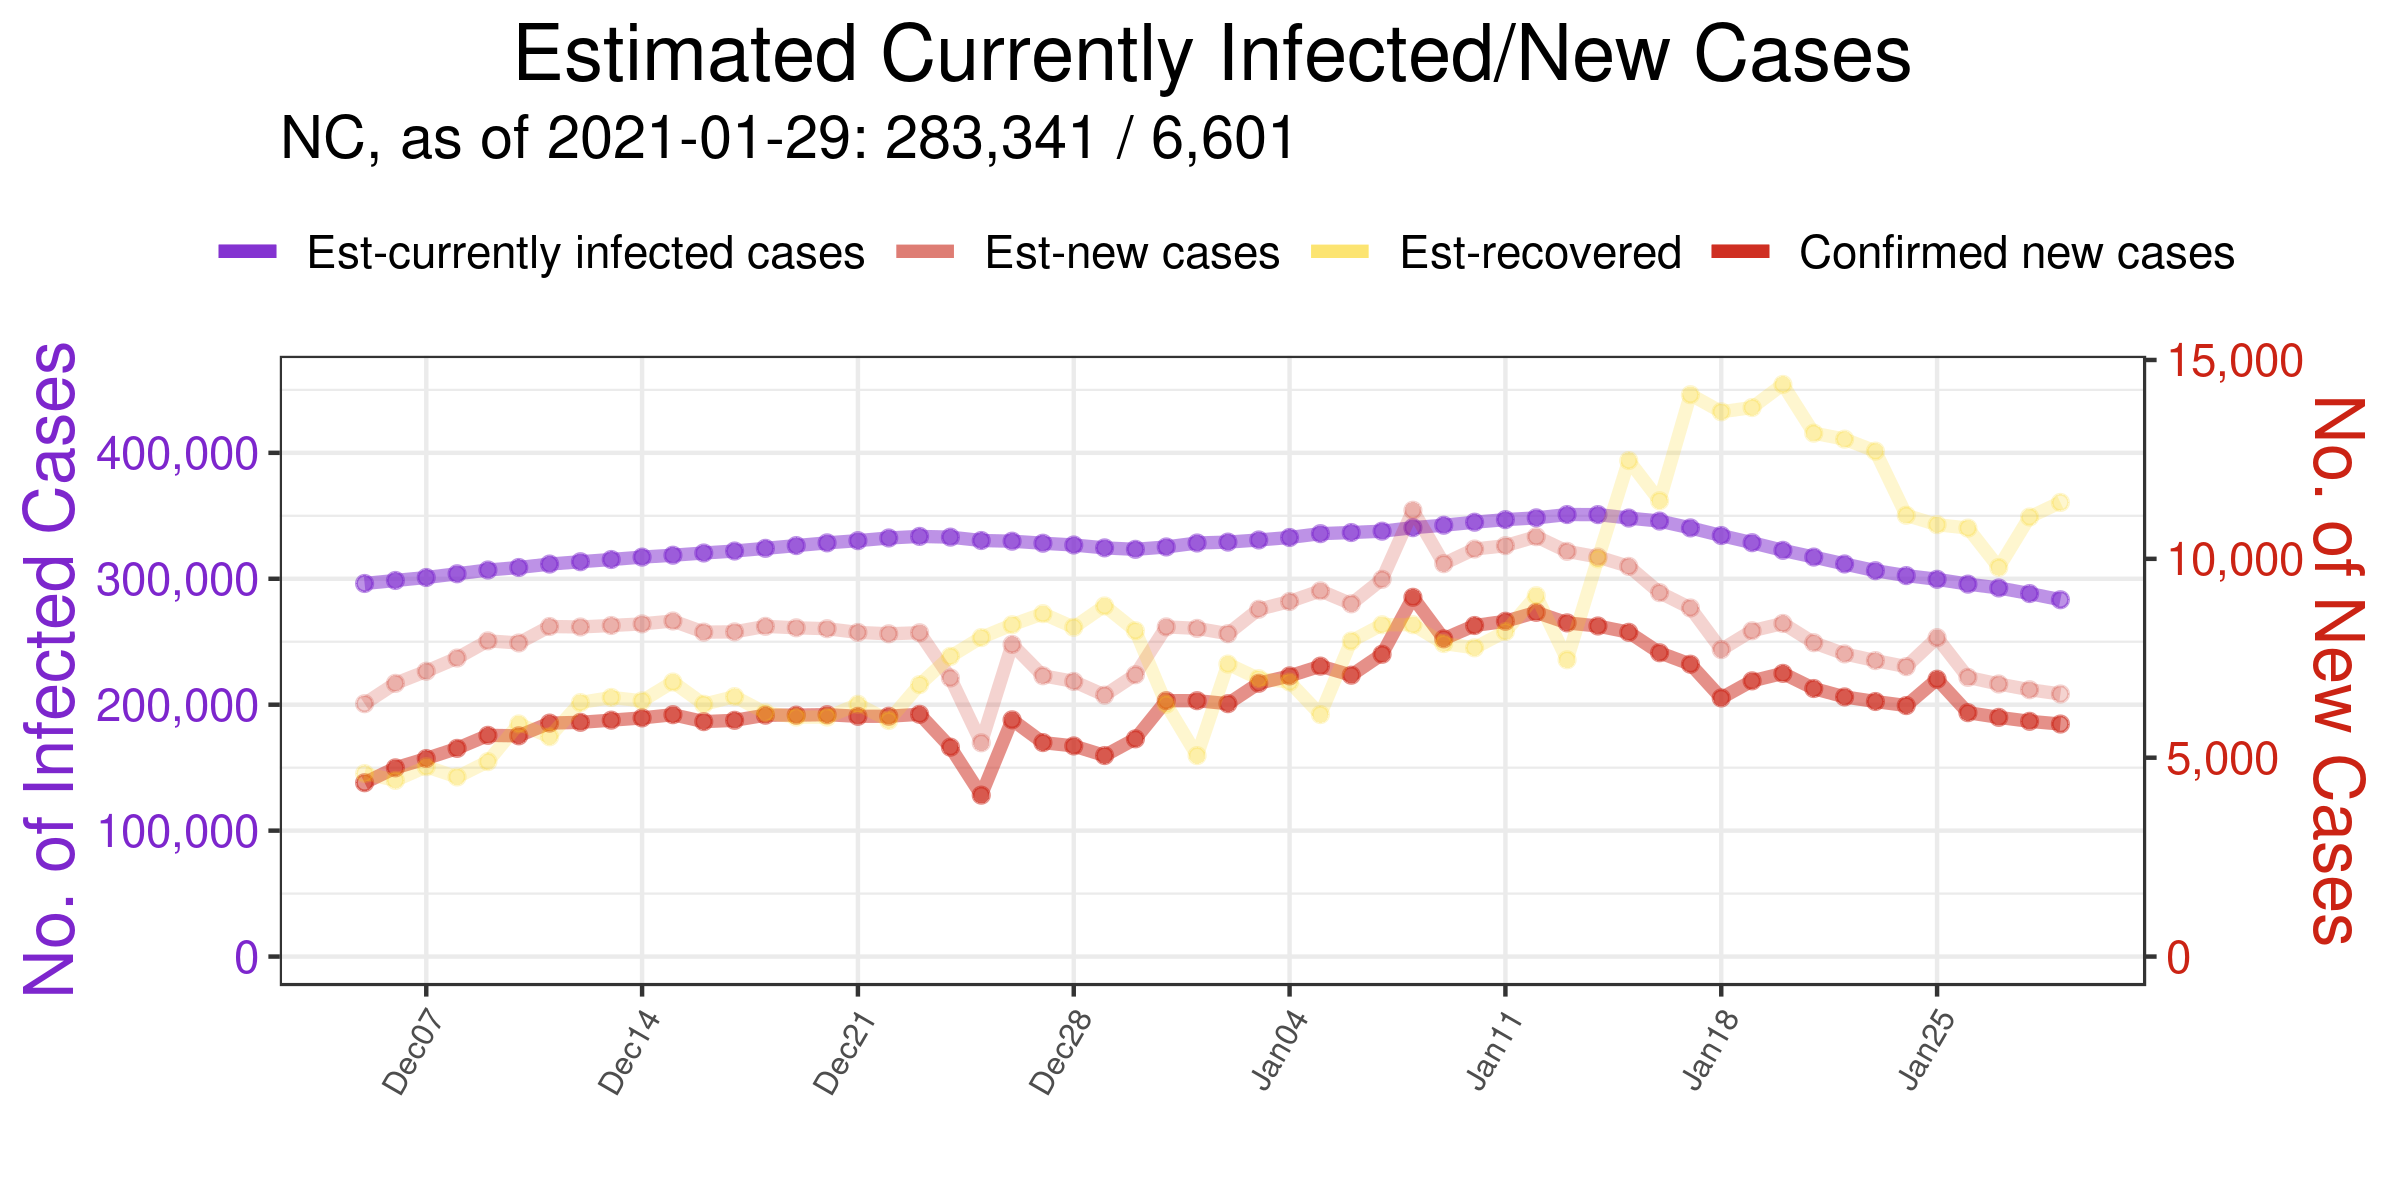 Estimated Currently Infected/New Cases
NC, as of 2021-01-29: 283,341 / 6,601
Est-currently infected cases Est-new cases Est-recovered Confirmed new cases
No. of Infected Cases
400,000
300,000
200,000
100,000
0
15,000
10,000
5,000
0
No. of New Cases
Dec07 Dec14 Dec21 Dec28 Jan04 Jan11 Jan18 Jan25